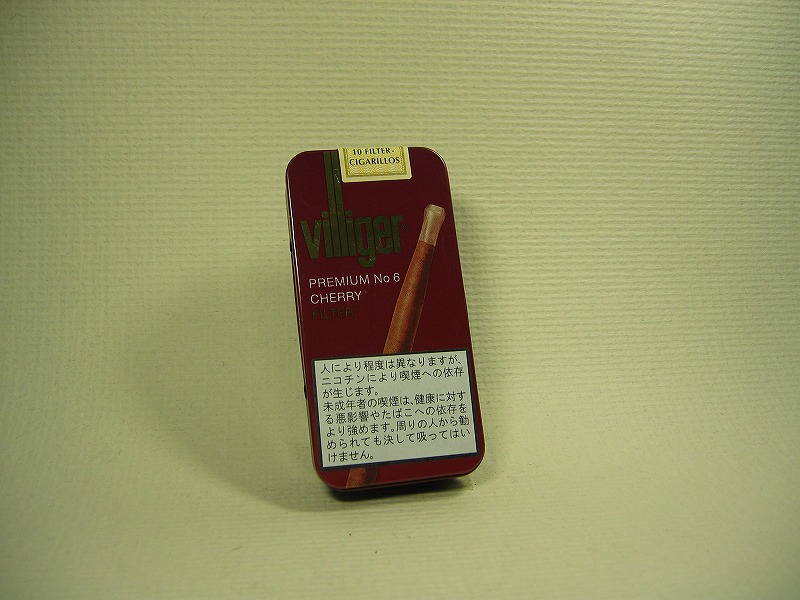 10 FILTER-
CIGARILLOS
villiger
PREMIUM No 6
CHERRY
FILTER
人により程度は異なりますが、
ニコチンにより喫煙への依存
が生じます。
未成年者の喫煙は、健康に対す
る悪影響やたばこへの依存を
より強めます。周りの人から勧
められても決して吸ってはい
けません。